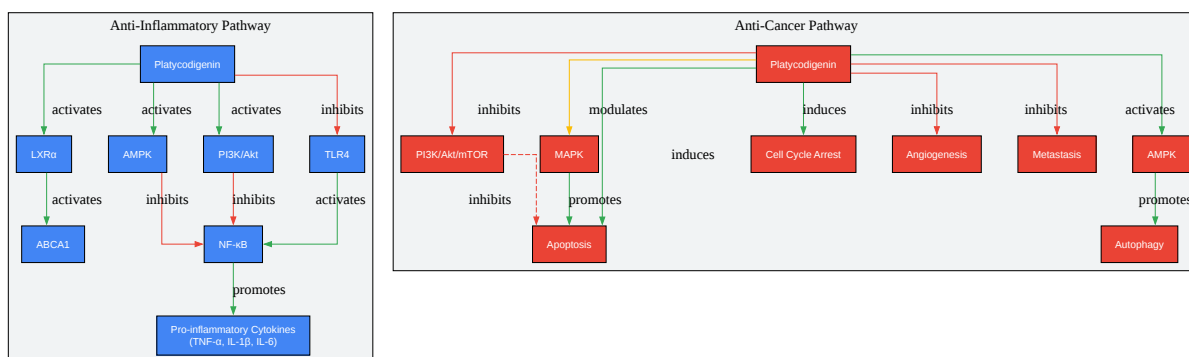 Anti-Inflammatory Pathway
Platycodigenin
activates
activates
activates
inhibits
LXRα
AMPK
PI3K/Akt
TLR4
activates
inhibits
inhibits
activates
ABCA1
NF-κB
promotes
Pro-inflammatory Cytokines
(TNF-α, IL-1β, IL-6)
Anti-Cancer Pathway
Platycodigenin
inhibits
modulates
induces
inhibits
inhibits
activates
PI3K/Akt/mTOR
MAPK
induces
Cell Cycle Arrest
Angiogenesis
Metastasis
AMPK
inhibits
promotes
promotes
Apoptosis
Autophagy